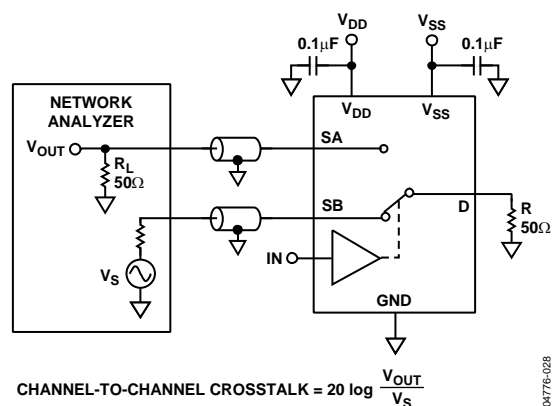 VDD
VSS
0.1μF
0.1μF
VDD
VSS
NETWORK
ANALYZER
VOUT
RL
50Ω
SA
SB
D
R
50Ω
VS
IN
GND
CHANNEL-TO-CHANNEL CROSSTALK = 20 log VOUT
VS
04776-028